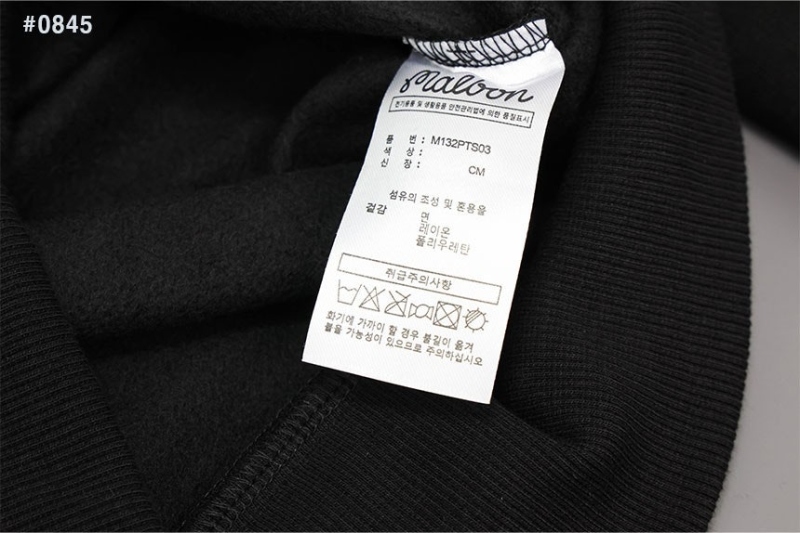 #0845
maloon
전기용품 및 생활용품 안전관리법에 의한 품질표시
품 번 : M132PTS03
색 상 :
신 장 : CM
섬유의 조성 및 혼용율
겉감 면
레이온
폴리우레탄
취급주의사항
화기에 가까이 할 경우 불길이 옮겨
붙을 가능성이 있으므로 주의하십시오